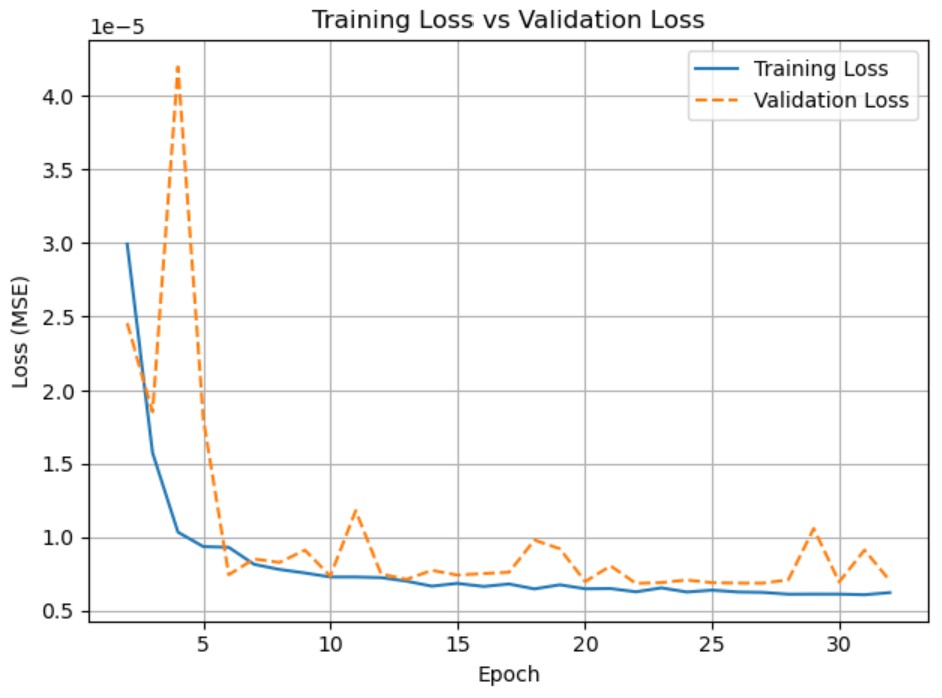 Training Loss vs Validation Loss
1e−5
Training Loss
Validation Loss
4.0
3.5
3.0
2.5
2.0
1.5
1.0
0.5
Loss (MSE)
5 10 15 20 25 30
Epoch